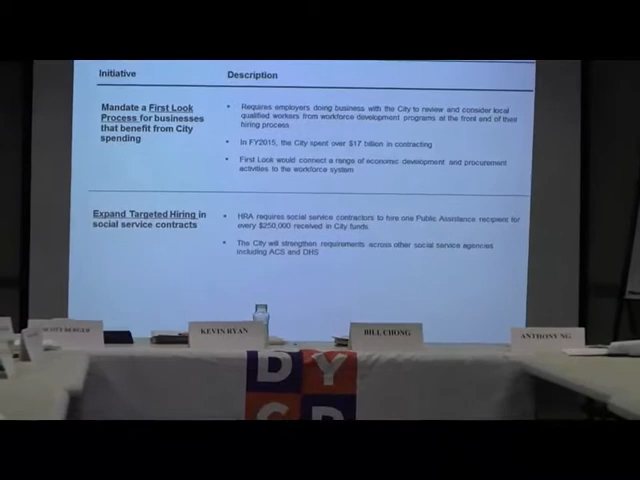 Initiative
Description
Mandate a First Look
Process for businesses
that benefit from City
spending
• Requires employers doing business with the City to review and consider local
qualified workers from workforce development programs at the front end of their
hiring process
• In FY2015, the City spent over $17 billion in contracting
• First Look would connect a range of economic development and procurement
activities to the workforce system
Expand Targeted Hiring in
social service contracts
• HRA requires social service contractors to hire one Public Assistance recipient for
every $250,000 received in City funds
• The City will strengthen requirements across other social service agencies
including ACS and DHS
SCOTT BERGER
KEVIN RYAN
BILL CHONG
ANTHONY NG
DY
CD